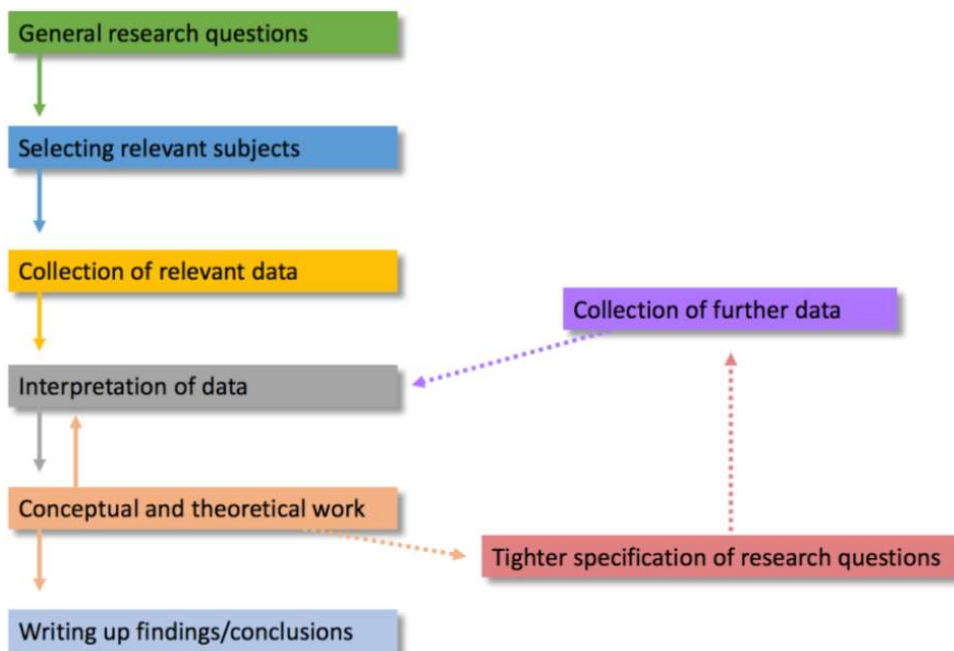 General research questions
Selecting relevant subjects
Collection of relevant data
Collection of further data
Interpretation of data
Conceptual and theoretical work
Tighter specification of research questions
Writing up findings/conclusions